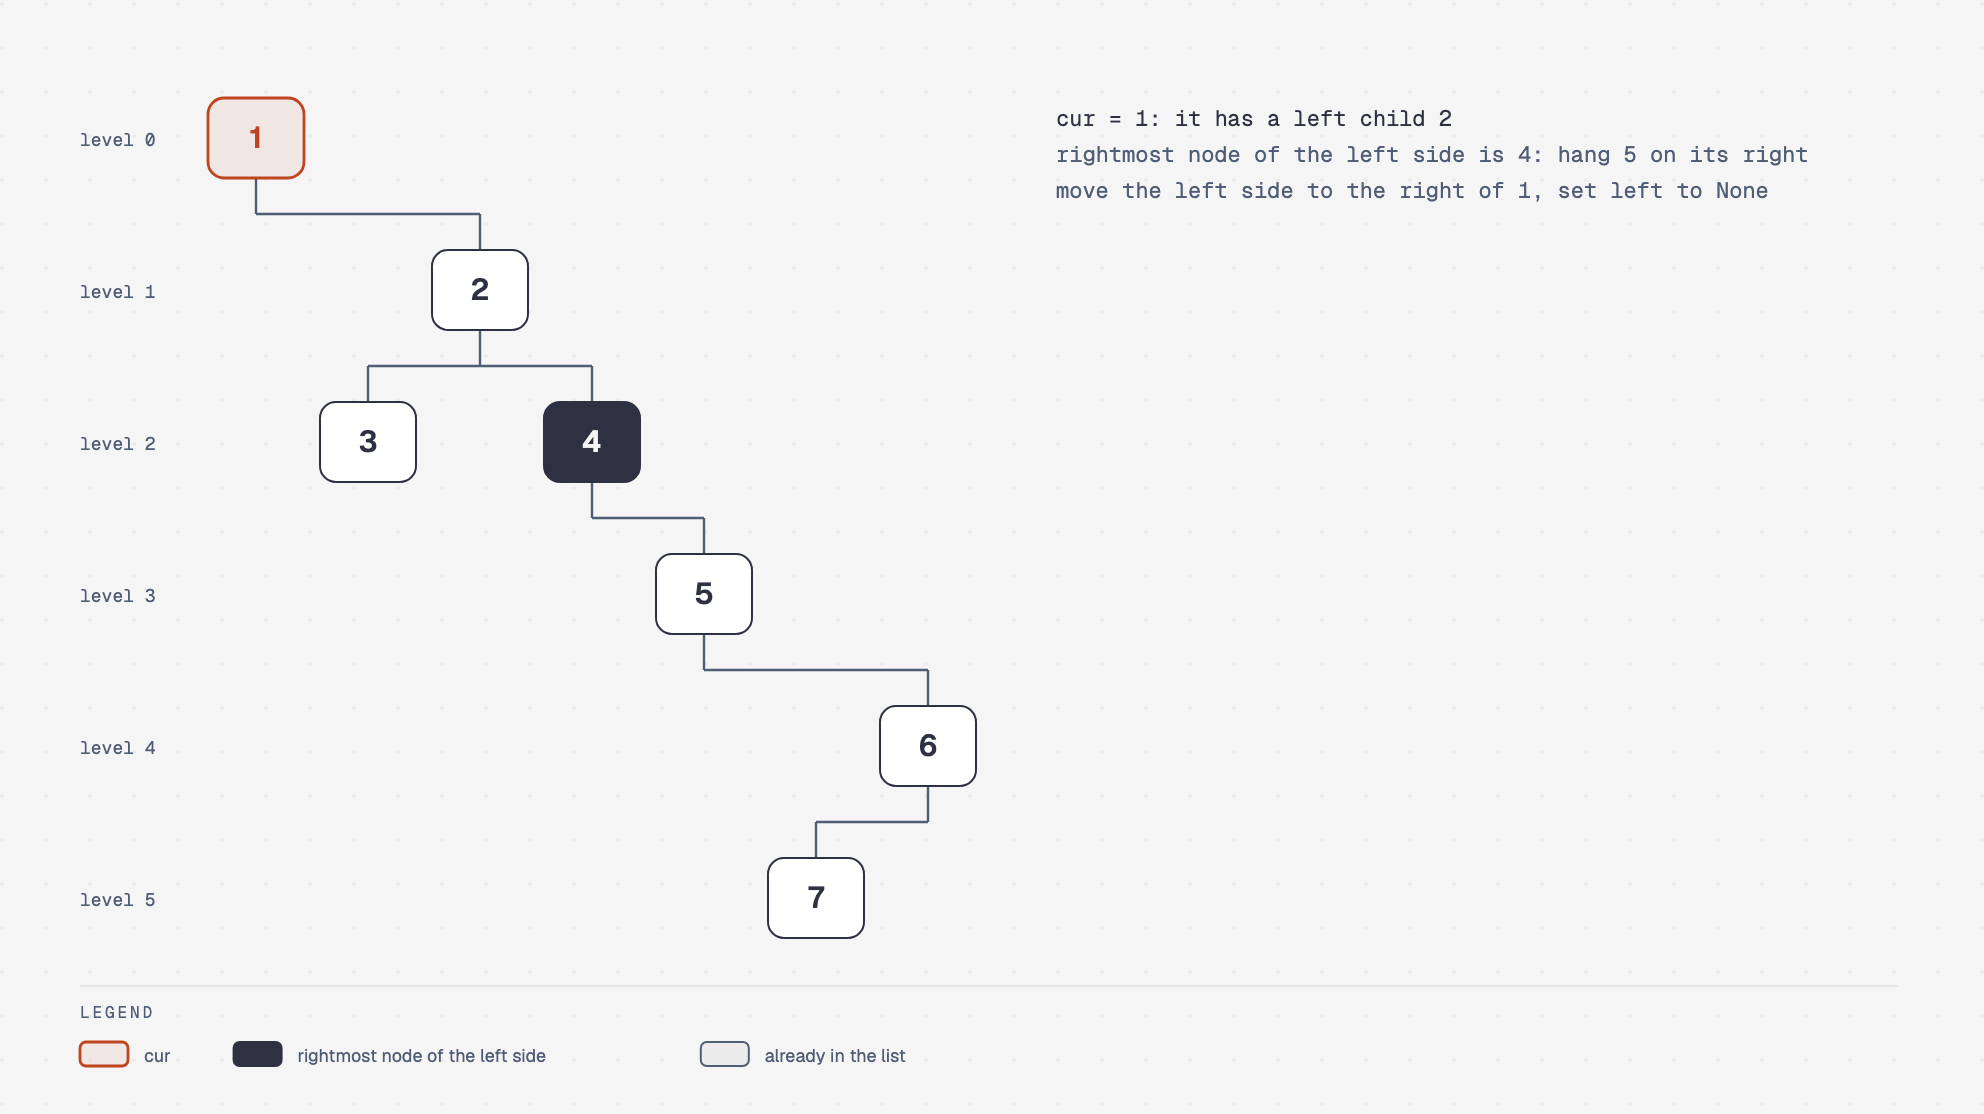 cur = 1: it has a left child 2
rightmost node of the left side is 4: hang 5 on its right
move the left side to the right of 1, set left to None
level 0
1
level 1
2
level 2
3
4
level 3
5
level 4
6
level 5
7
LEGEND
cur
rightmost node of the left side
already in the list